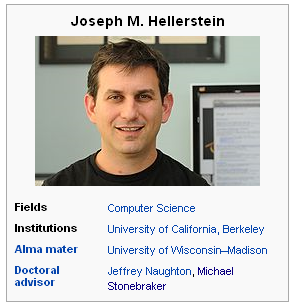 Joseph M. Hellerstein
Fields Computer Science
Institutions University of California, Berkeley
Alma mater University of Wisconsin–Madison
Doctoral advisor Jeffrey Naughton, Michael
Stonebraker